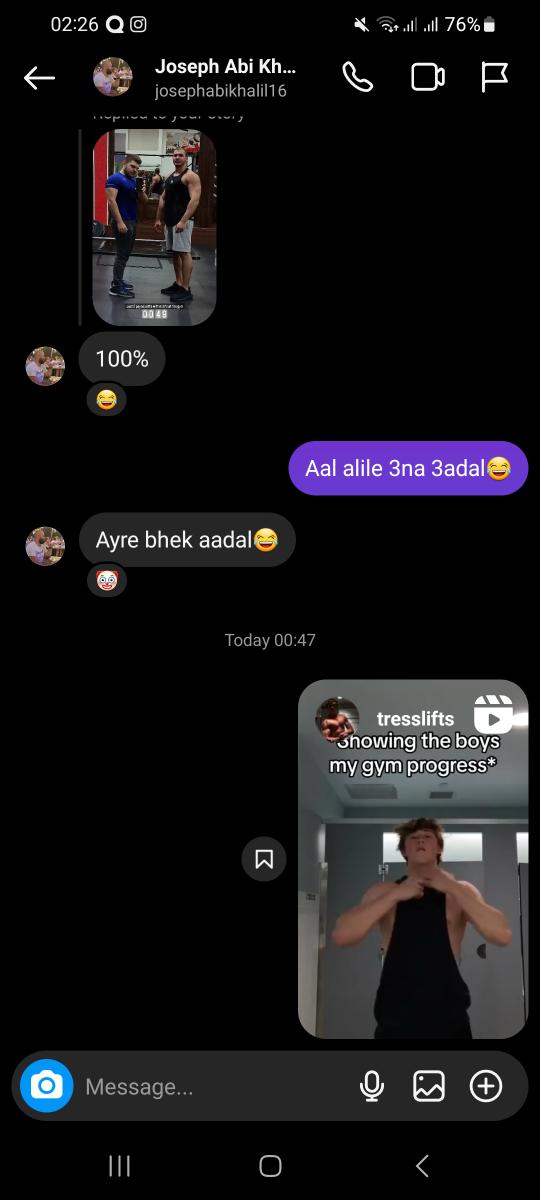 02:26
76%
Joseph Abi Kh...
josephabikhalil16
Replied to your story
00:49
100%
😂
Aal alile 3na 3adal😂
Ayre bhek aadal😂
🤡
Today 00:47
tresslifts
*Showing the boys
my gym progress*
Message...